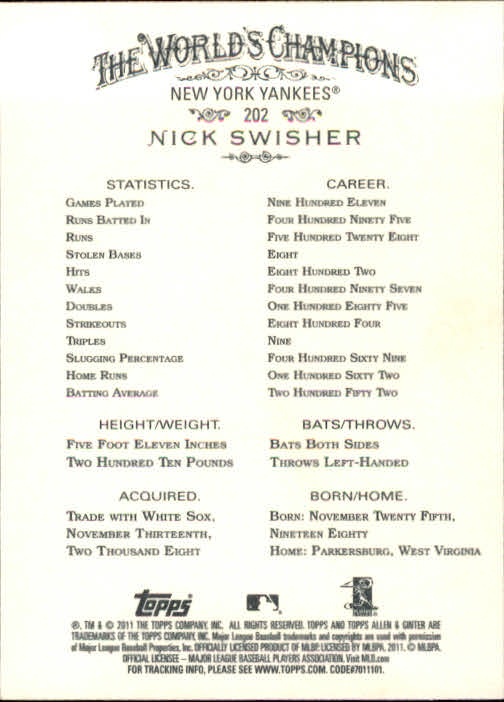 THE WORLD'S CHAMPIONS
NEW YORK YANKEES®
202
NICK SWISHER
STATISTICS. CAREER.
GAMES PLAYED NINE HUNDRED ELEVEN
RUNS BATTED IN FOUR HUNDRED NINETY FIVE
RUNS FIVE HUNDRED TWENTY EIGHT
STOLEN BASES EIGHT
HITS EIGHT HUNDRED TWO
WALKS FOUR HUNDRED NINETY SEVEN
DOUBLES ONE HUNDRED EIGHTY FIVE
STRIKEOUTS EIGHT HUNDRED FOUR
TRIPLES NINE
SLUGGING PERCENTAGE FOUR HUNDRED SIXTY NINE
HOME RUNS ONE HUNDRED SIXTY TWO
BATTING AVERAGE TWO HUNDRED FIFTY TWO
HEIGHT/WEIGHT. BATS/THROWS.
FIVE FOOT ELEVEN INCHES BATS BOTH SIDES
TWO HUNDRED TEN POUNDS THROWS LEFT-HANDED
ACQUIRED. BORN/HOME.
TRADE WITH WHITE SOX, BORN: NOVEMBER TWENTY FIFTH,
NOVEMBER THIRTEENTH, NINETEEN EIGHTY
TWO THOUSAND EIGHT HOME: PARKERSBURG, WEST VIRGINIA
Topps
®, TM & © 2011 THE TOPPS COMPANY, INC. ALL RIGHTS RESERVED. TOPPS AND TOPPS ALLEN & GINTER ARE
TRADEMARKS OF THE TOPPS COMPANY, INC. Major League Baseball trademarks and copyrights are used with permission
of Major League Baseball Properties, Inc. OFFICIALLY LICENSED PRODUCT OF MLBP. LICENSED BY MLBPA, 2011. © MLBPA.
OFFICIAL LICENSEE – MAJOR LEAGUE BASEBALL PLAYERS ASSOCIATION. Visit MLB.com
FOR TRACKING INFO, PLEASE SEE WWW.TOPPS.COM. CODE#7011101.